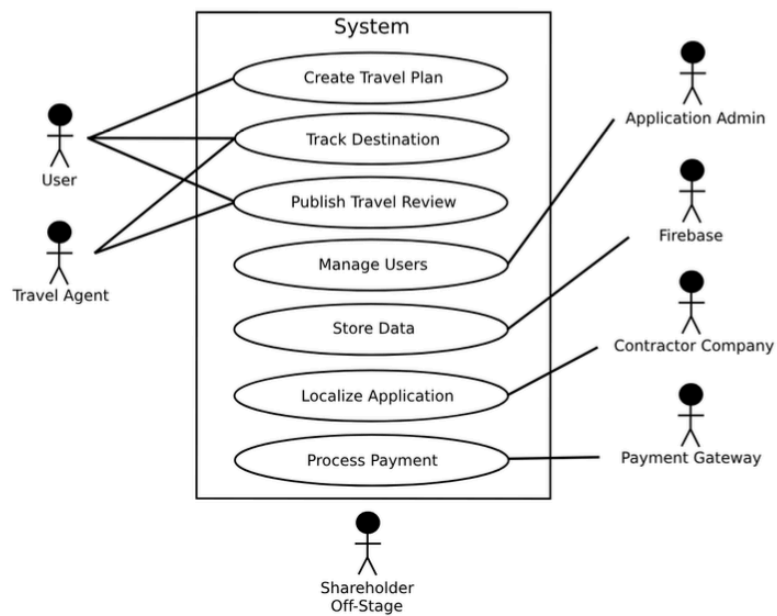 System
Create Travel Plan
Track Destination
Publish Travel Review
Manage Users
Store Data
Localize Application
Process Payment
User
Travel Agent
Application Admin
Firebase
Contractor Company
Payment Gateway
Shareholder
Off-Stage